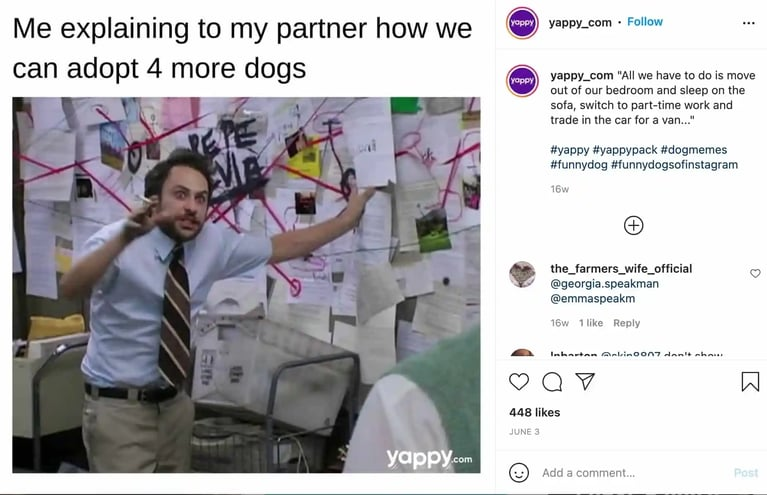 Me explaining to my partner how we
can adopt 4 more dogs
PEPE
SILVIA
yappy.com
yappy
yappy_com • Follow
yappy
yappy_com "All we have to do is move
out of our bedroom and sleep on the
sofa, switch to part-time work and
trade in the car for a van..."
#yappy #yappypack #dogmemes
#funnydog #funnydogsofinstagram
16w
the_farmers_wife_official
@georgia.speakman
@emmaspeakm
16w 1 like Reply
448 likes
JUNE 3
Add a comment...
Post